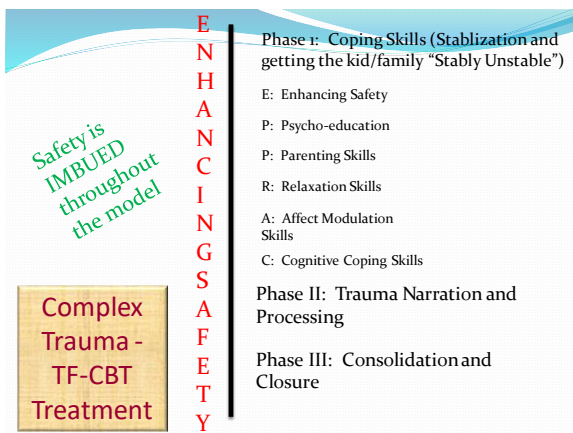 E
N
H
A
N
C
I
N
G
S
A
F
E
T
Y
Safety is
IMBUED
throughout
the model
Complex
Trauma -
TF-CBT
Treatment
Phase 1: Coping Skills (Stablization and
getting the kid/family “Stably Unstable”)
E: Enhancing Safety
P: Psycho-education
P: Parenting Skills
R: Relaxation Skills
A: Affect Modulation
Skills
C: Cognitive Coping Skills
Phase II: Trauma Narration and
Processing
Phase III: Consolidation and
Closure